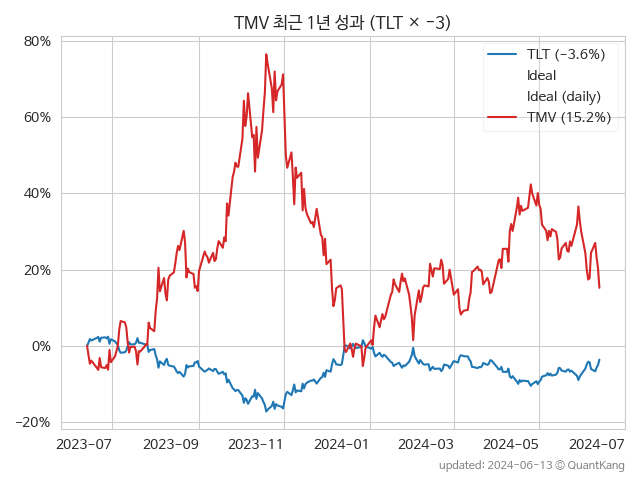 TMV 최근 1년 성과 (TLT × −3)
80%
60%
40%
20%
0%
−20%
TLT (−3.6%)
Ideal
Ideal (daily)
TMV (15.2%)
2023-07
2023-09
2023-11
2024-01
2024-03
2024-05
2024-07
updated: 2024-06-13 © QuantKang